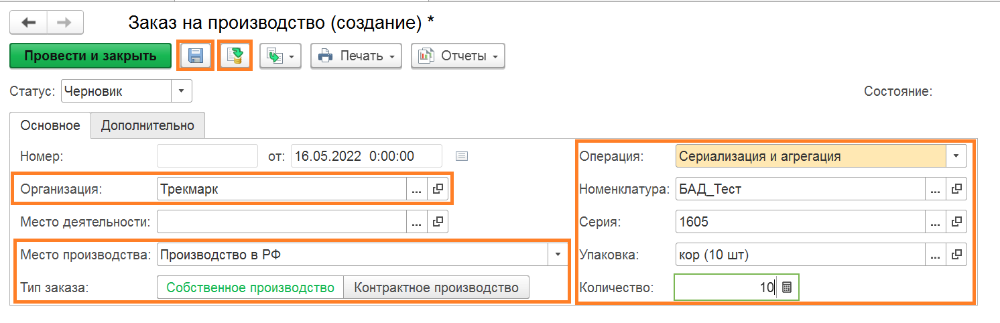 Заказ на производство (создание) *
Провести и закрыть Печать Отчеты
Статус: Черновик Состояние:
Основное Дополнительно
Номер: от: 16.05.2022 0:00:00 Операция: Сериализация и агрегация
Организация: Трекмарк ... Номенклатура: БАД_Тест ...
Место деятельности: ... Серия: 1605 ...
Место производства: Производство в РФ Упаковка: кор (10 шт) ...
Тип заказа: Собственное производство Контрактное производство Количество: 10